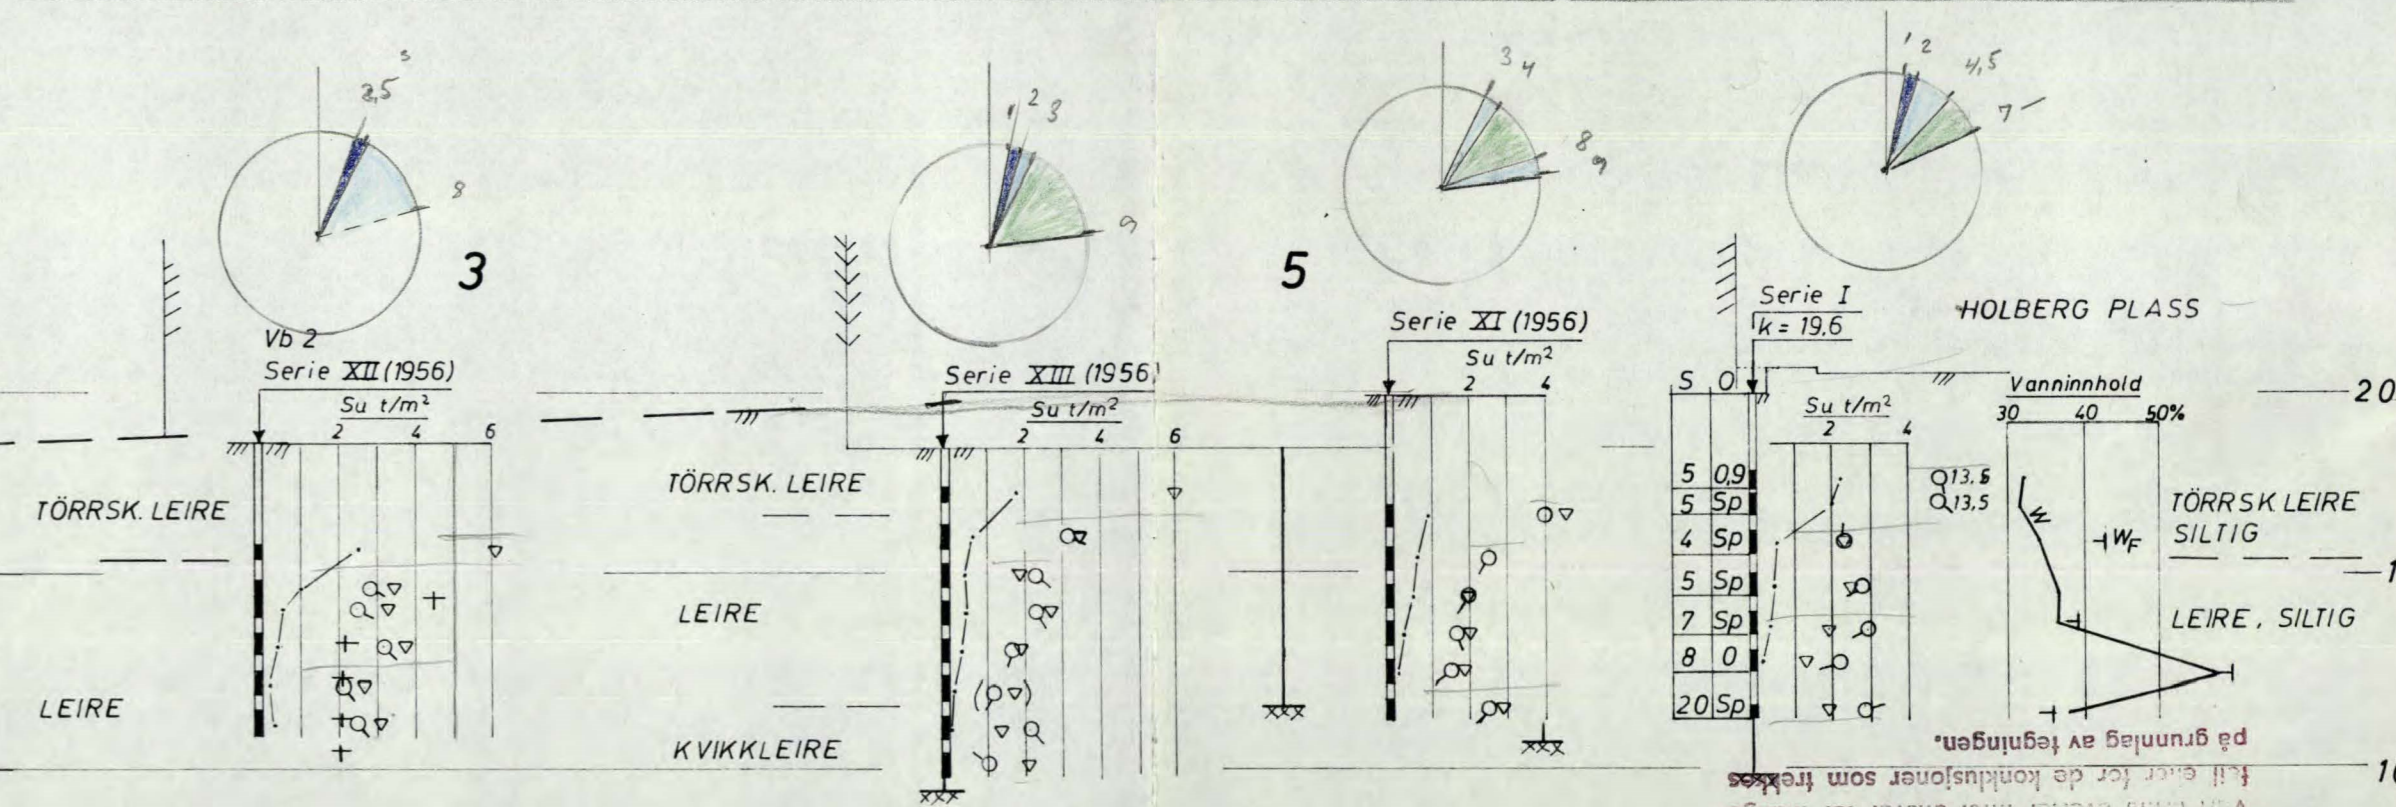 3
2,5
8
3
Vb 2
Serie XII (1956)
Su t/m²
2 4 6
TÖRRSK. LEIRE
LEIRE
1 2 3
9
Serie XIII (1956)
Su t/m²
2 4 6
TÖRRSK. LEIRE
LEIRE
KVIKKLEIRE
3 4
8
9
5
Serie XI (1956)
Su t/m²
2 4
1 2
4,5
7
Serie I
k = 19,6
HOLBERG PLASS
S O
5 0,9
5 Sp
4 Sp
5 Sp
7 Sp
8 0
20 Sp
Su t/m²
2 4
13.5
13,5
Vanninnhold
30 40 50%
W
WF
TÖRRSK LEIRE
SILTIG
LEIRE, SILTIG
20
1
10
feil eller for de konklusjoner som trekkes
på grunnlag av tegningen.